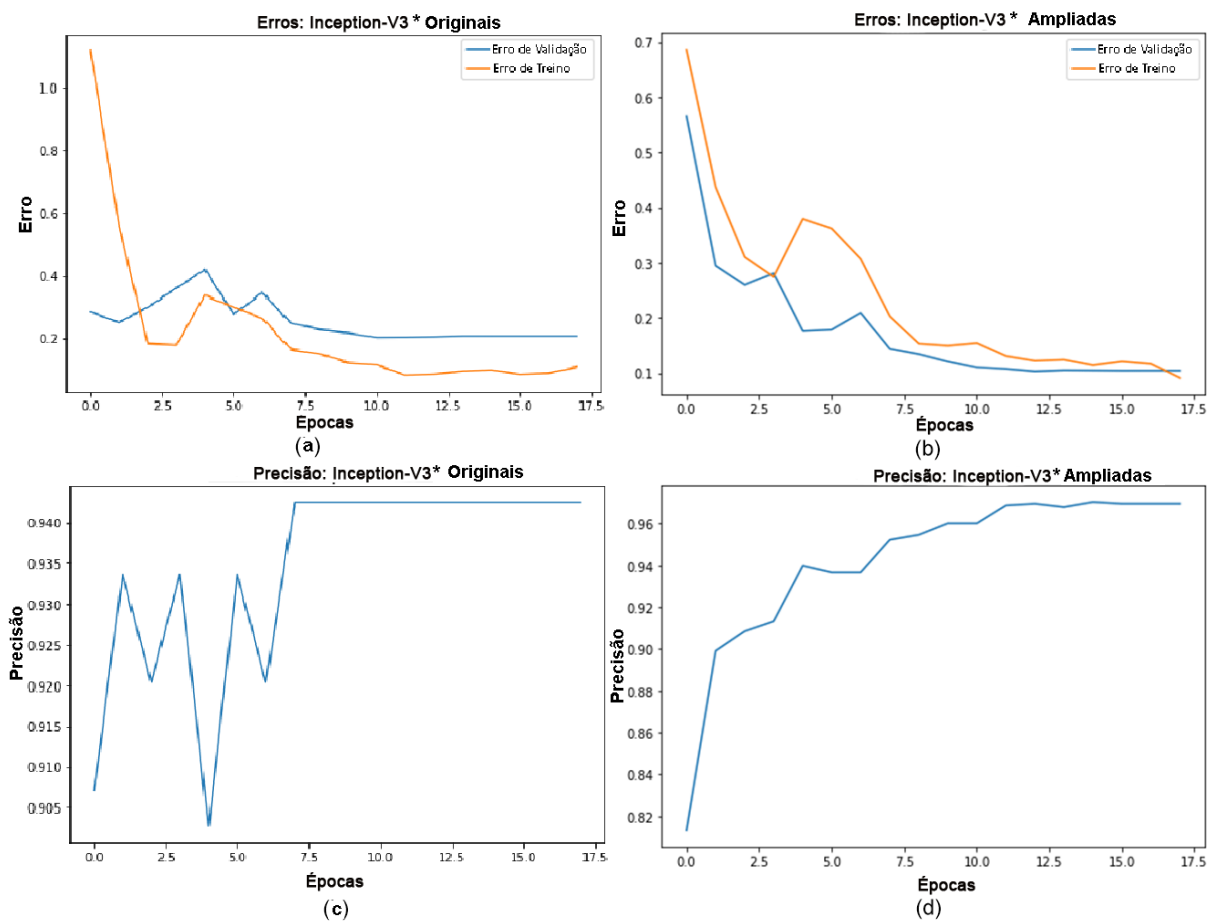 Erros: Inception-V3 * Originais
Erro de Validação
Erro de Treino
1.0
0.8
0.6
0.4
0.2
Erro
0.0 2.5 5.0 7.5 10.0 12.5 15.0 17.5
Épocas
(a)
Erros: Inception-V3 * Ampliadas
Erro de Validação
Erro de Treino
0.7
0.6
0.5
0.4
0.3
0.2
0.1
Erro
0.0 2.5 5.0 7.5 10.0 12.5 15.0 17.5
Épocas
(b)
Precisão: Inception-V3* Originais
0.940
0.935
0.930
0.925
0.920
0.915
0.910
0.905
Precisão
0.0 2.5 5.0 7.5 10.0 12.5 15.0 17.5
Épocas
(c)
Precisão: Inception-V3* Ampliadas
0.96
0.94
0.92
0.90
0.88
0.86
0.84
0.82
Precisão
0.0 2.5 5.0 7.5 10.0 12.5 15.0 17.5
Épocas
(d)